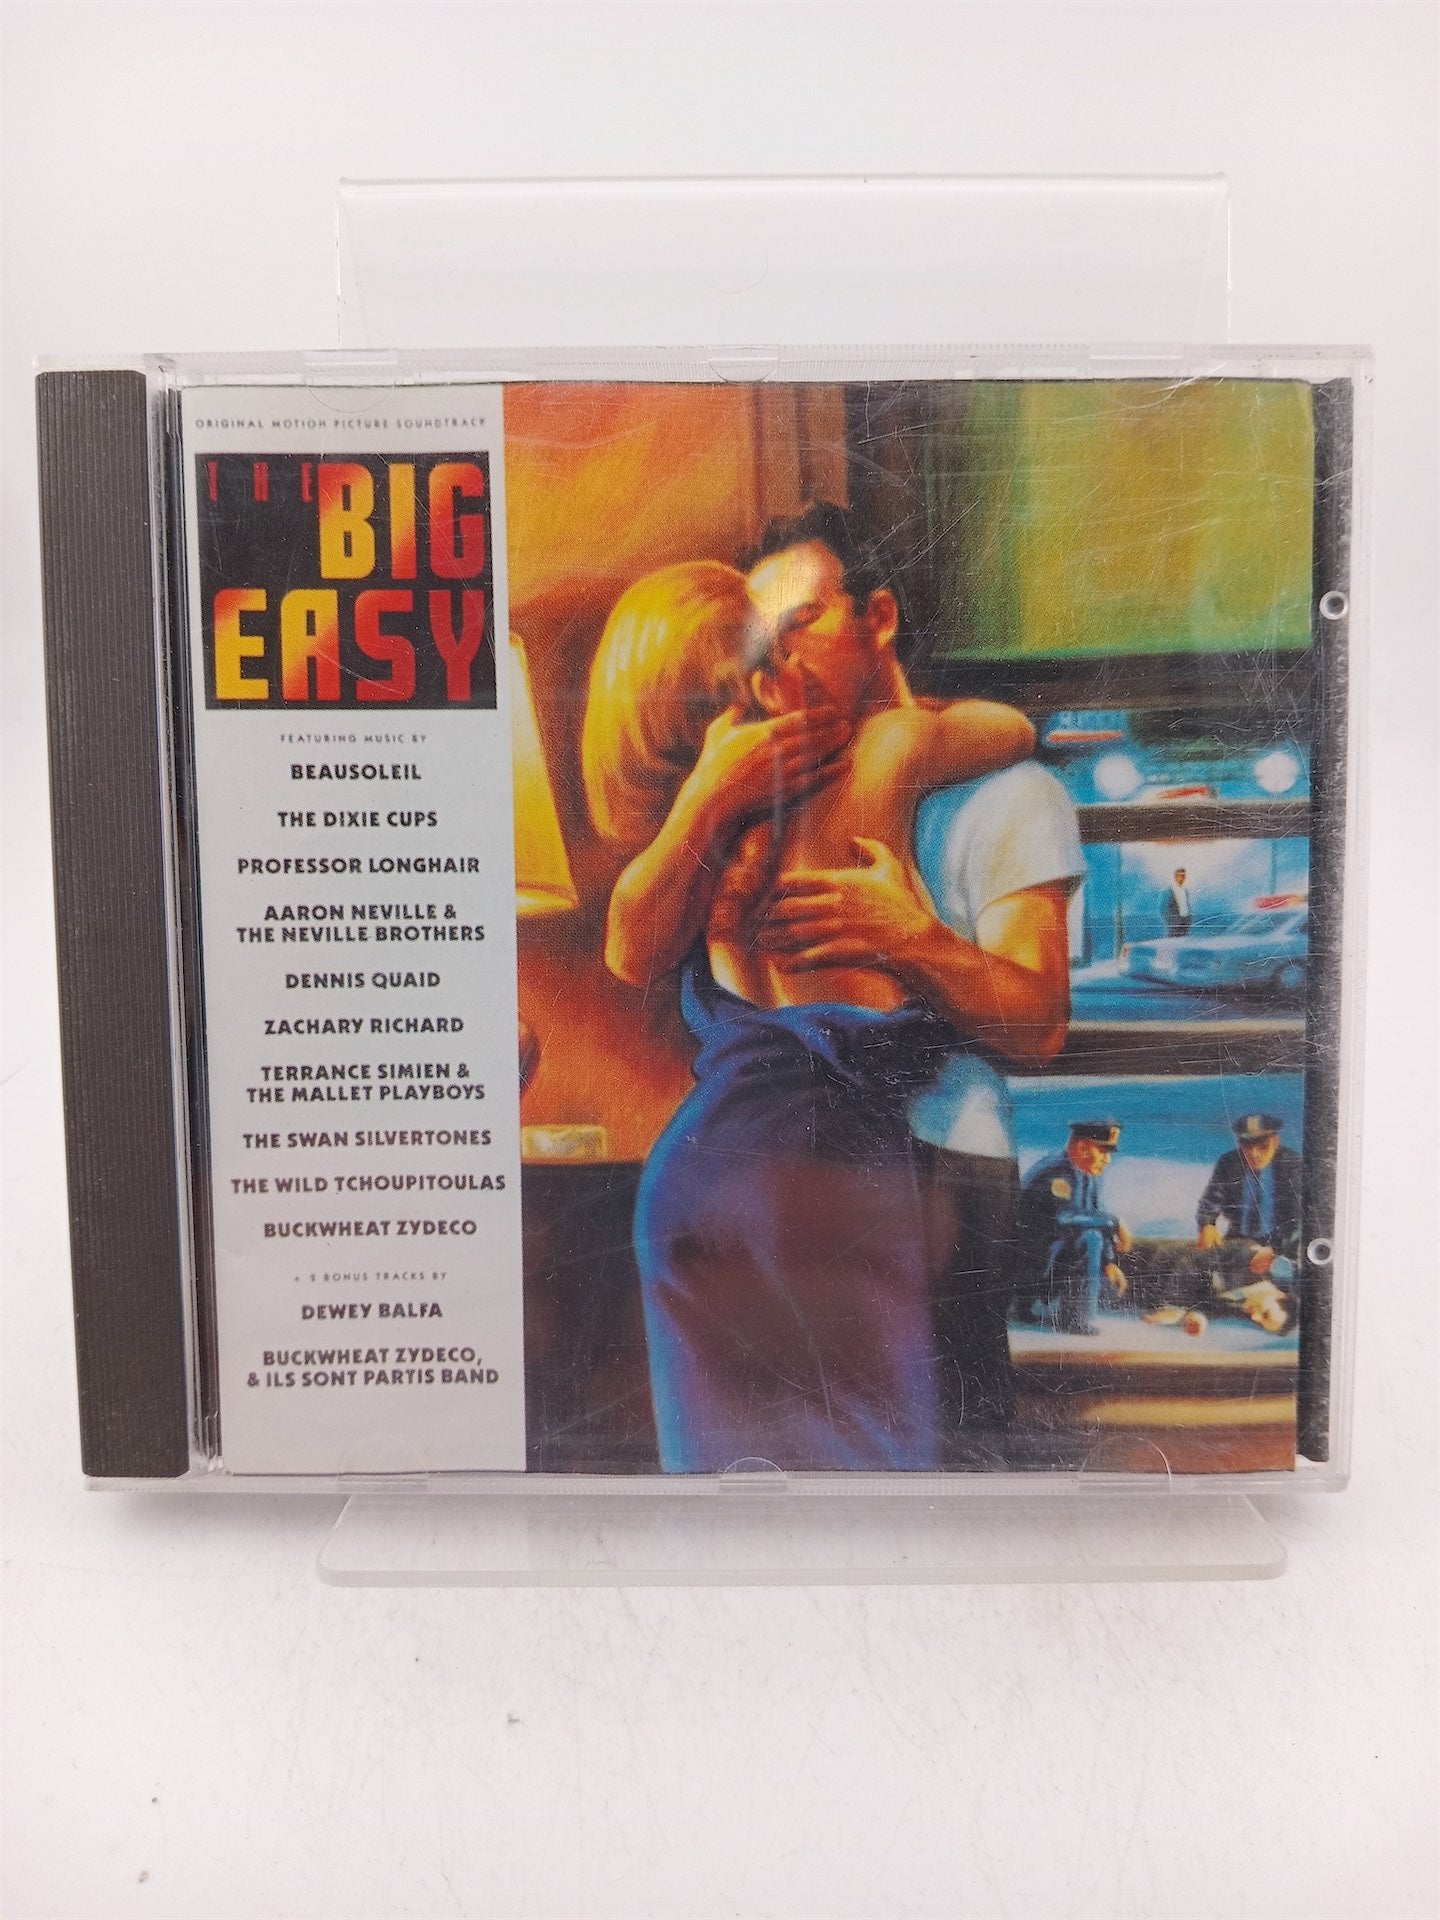 ORIGINAL MOTION PICTURE SOUNDTRACK
THE BIG
EASY
FEATURING MUSIC BY
BEAUSOLEIL
THE DIXIE CUPS
PROFESSOR LONGHAIR
AARON NEVILLE &
THE NEVILLE BROTHERS
DENNIS QUAID
ZACHARY RICHARD
TERRANCE SIMIEN &
THE MALLET PLAYBOYS
THE SWAN SILVERTONES
THE WILD TCHOUPITOULAS
BUCKWHEAT ZYDECO
+ 2 BONUS TRACKS BY
DEWEY BALFA
BUCKWHEAT ZYDECO,
& ILS SONT PARTIS BAND